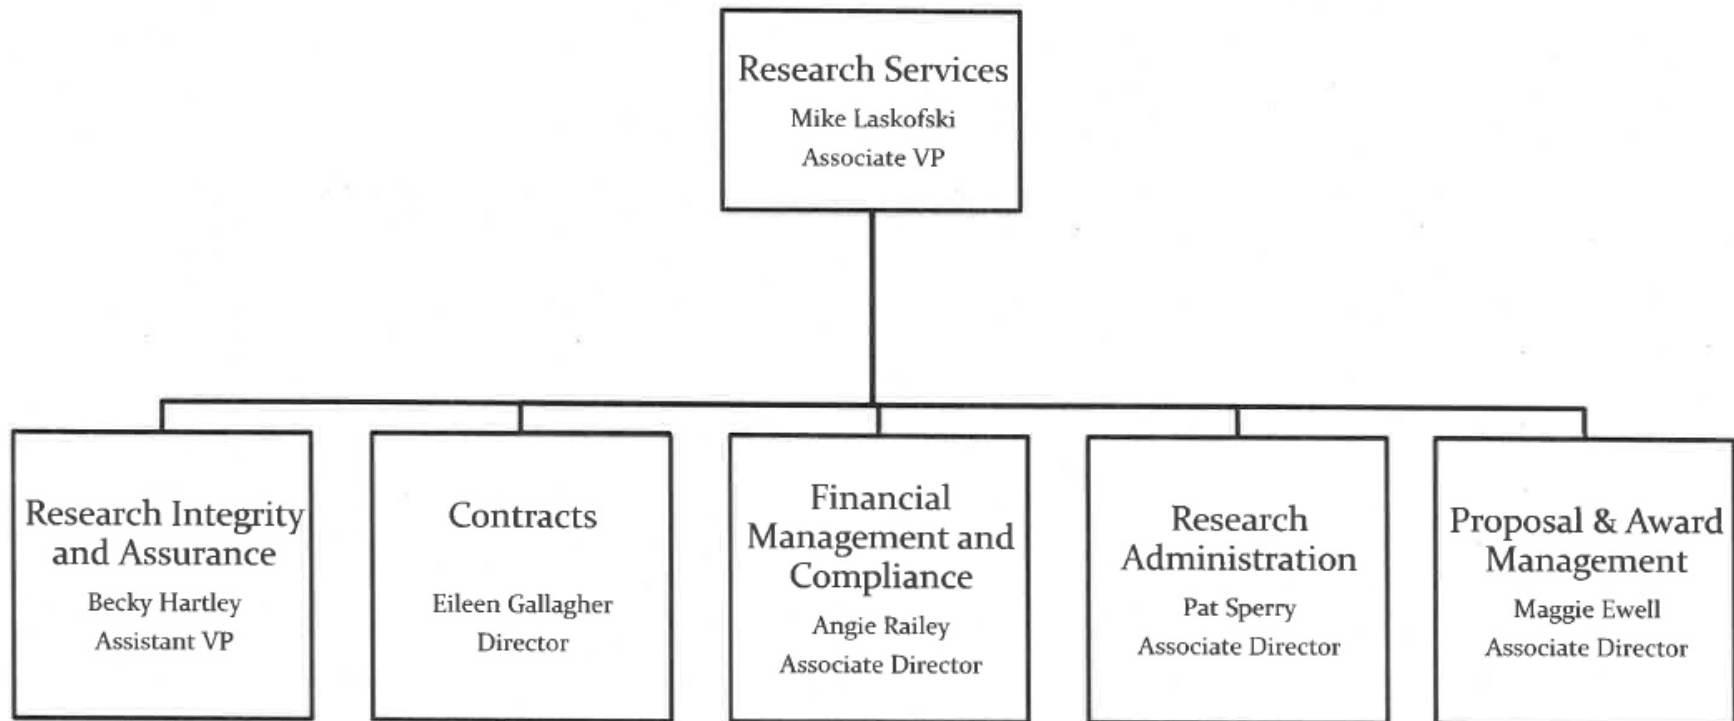 Research Services
Mike Laskofski
Associate VP
Research Integrity
and Assurance
Becky Hartley
Assistant VP
Contracts
Eileen Gallagher
Director
Financial
Management and
Compliance
Angie Railey
Associate Director
Research
Administration
Pat Sperry
Associate Director
Proposal & Award
Management
Maggie Ewell
Associate Director